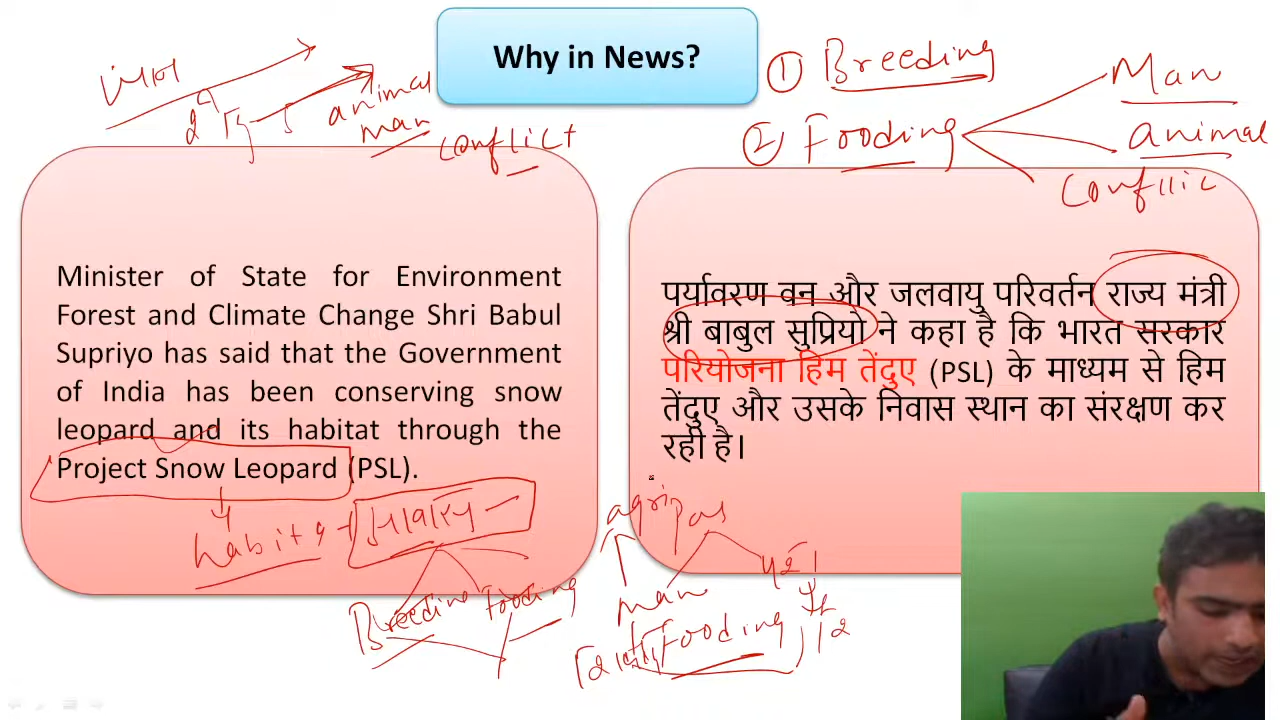 Why in News?
① Breeding
② Fooding
Man
animal
Conflic
animal
man
conflict
Minister of State for Environment
Forest and Climate Change Shri Babul
Supriyo has said that the Government
of India has been conserving snow
leopard and its habitat through the
Project Snow Leopard (PSL).
पर्यावरण वन और जलवायु परिवर्तन राज्य मंत्री
श्री बाबुल सुप्रियो ने कहा है कि भारत सरकार
परियोजना हिम तेंदुए (PSL) के माध्यम से हिम
तेंदुए और उसके निवास स्थान का संरक्षण कर
रही है।
Breeding Fooding
man
Fooding